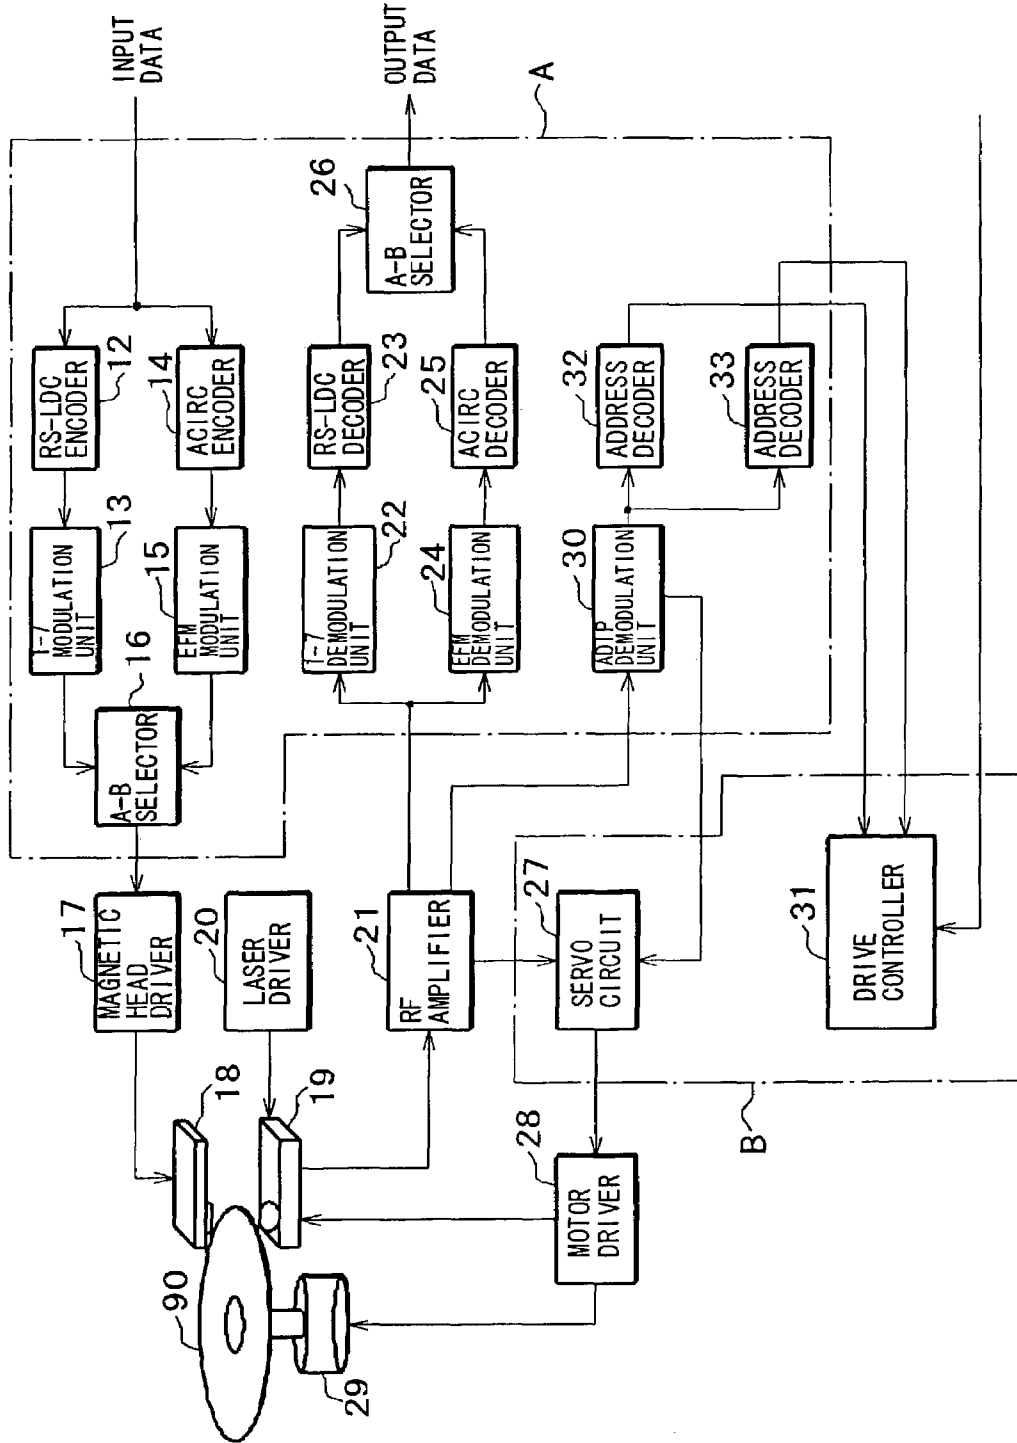 INPUT
DATA
OUTPUT
DATA
A
RS-LDC
ENCODER
12
ACIRC
ENCODER
14
1-7
MODULATION
UNIT
13
EFM
MODULATION
UNIT
15
A-B
SELECTOR
16
MAGNETIC
HEAD
DRIVER
17
LASER
DRIVER
20
18
19
90
29
RF
AMPLIFIER
21
1-7
DEMODULATION
UNIT
22
RS-LDC
DECODER
23
EFM
DEMODULATION
UNIT
24
ACIRC
DECODER
25
A-B
SELECTOR
26
SERVO
CIRCUIT
27
MOTOR
DRIVER
28
ADIP
DEMODULATION
UNIT
30
ADDRESS
DECODER
32
ADDRESS
DECODER
33
DRIVE
CONTROLLER
31
B